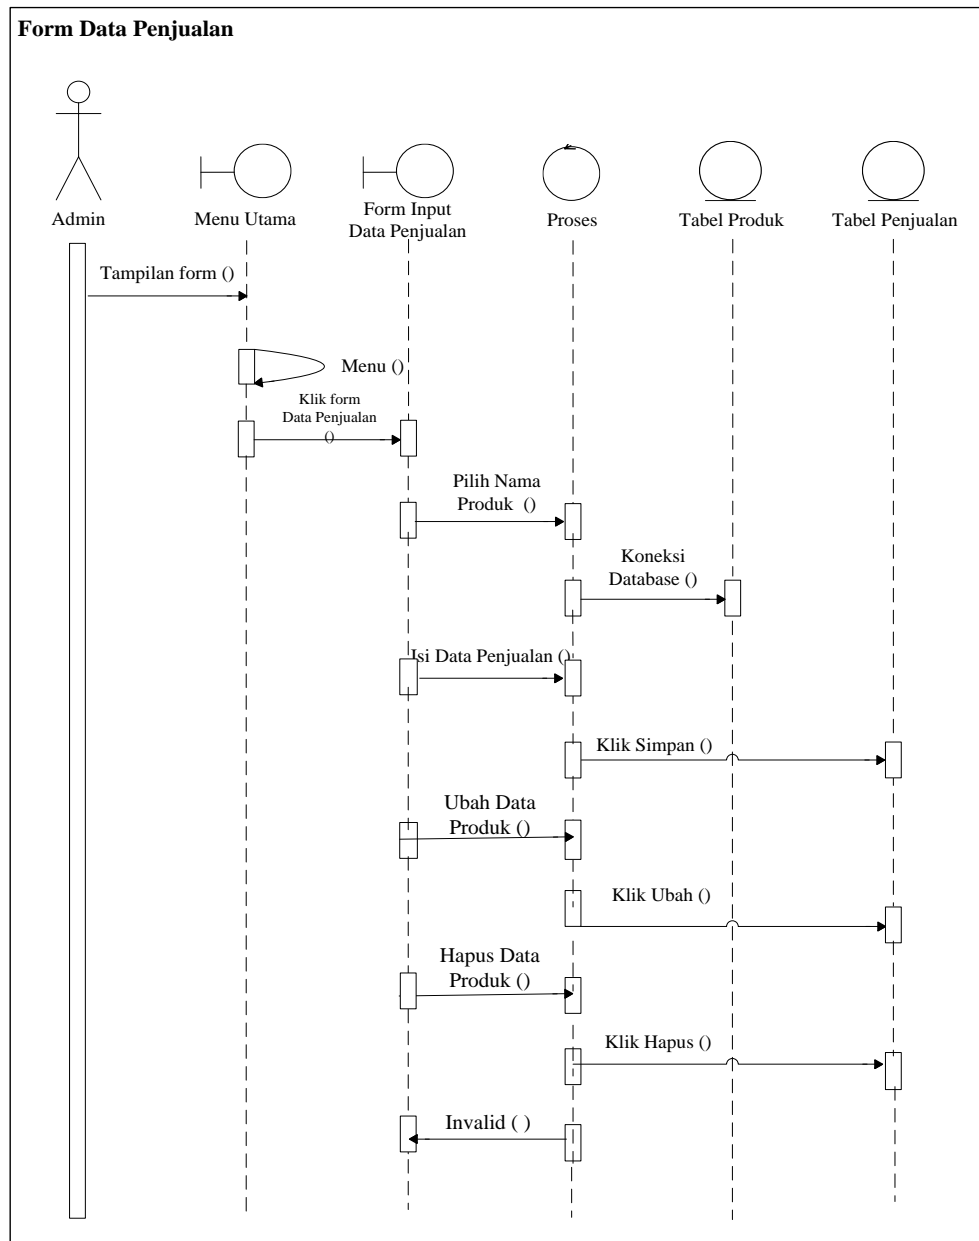 Form Data Penjualan
Admin
Menu Utama
Form Input
Data Penjualan
Proses
Tabel Produk
Tabel Penjualan
Tampilan form ()
Menu ()
Klik form
Data Penjualan
()
Pilih Nama
Produk ()
Koneksi
Database ()
Isi Data Penjualan ()
Klik Simpan ()
Ubah Data
Produk ()
Klik Ubah ()
Hapus Data
Produk ()
Klik Hapus ()
Invalid ( )